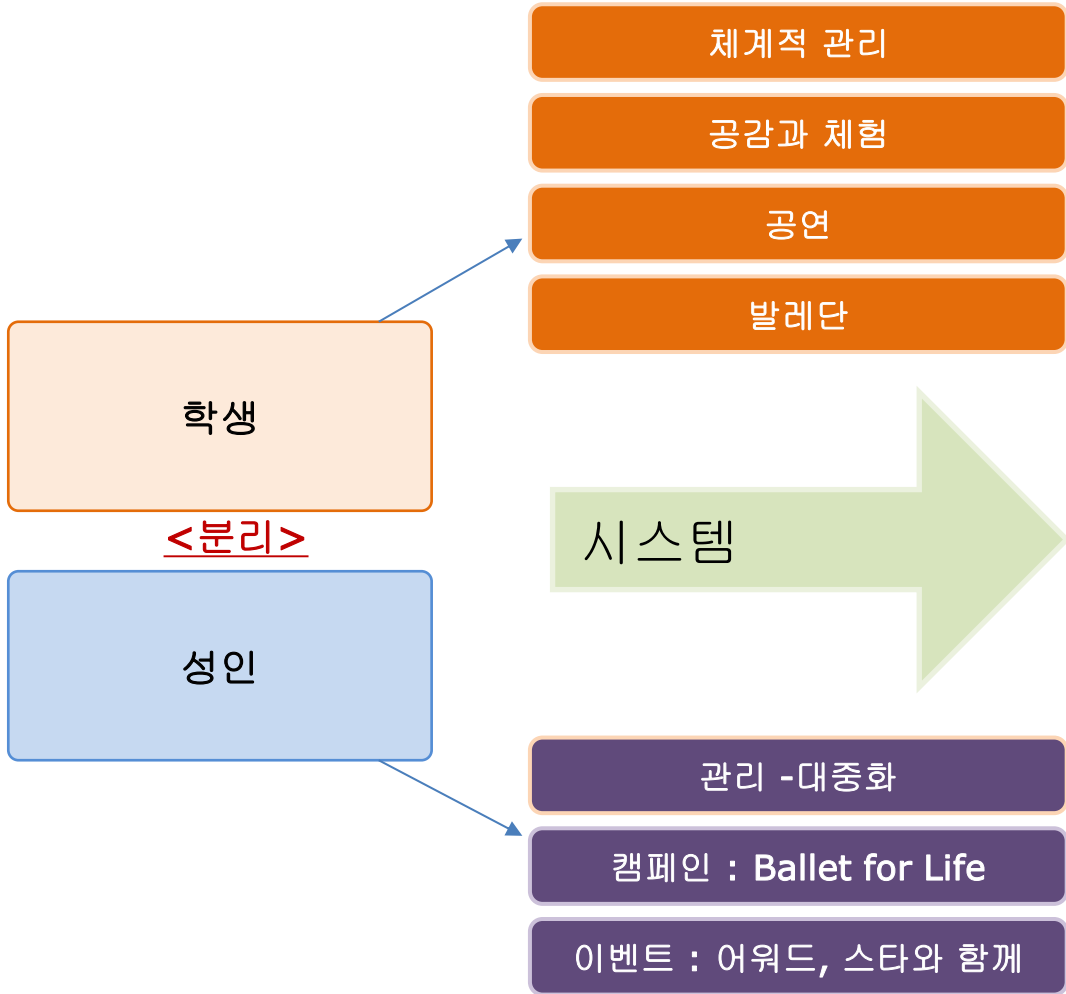 체계적 관리
공감과 체험
공연
발레단
학생
<분리>
성인
시스템
관리 -대중화
캠페인 : Ballet for Life
이벤트 : 어워드, 스타와 함께